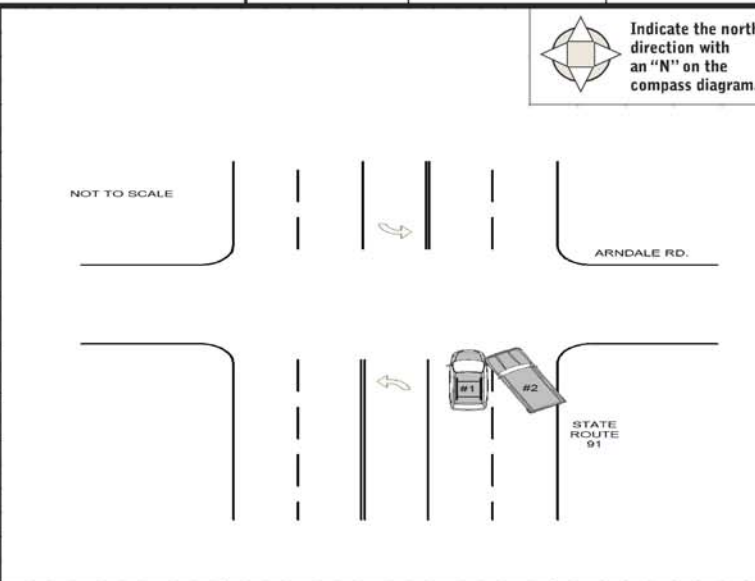 Indicate the north
direction with
an “N” on the
compass diagram.
NOT TO SCALE
ARNDALE RD.
#1
#2
STATE
ROUTE
91